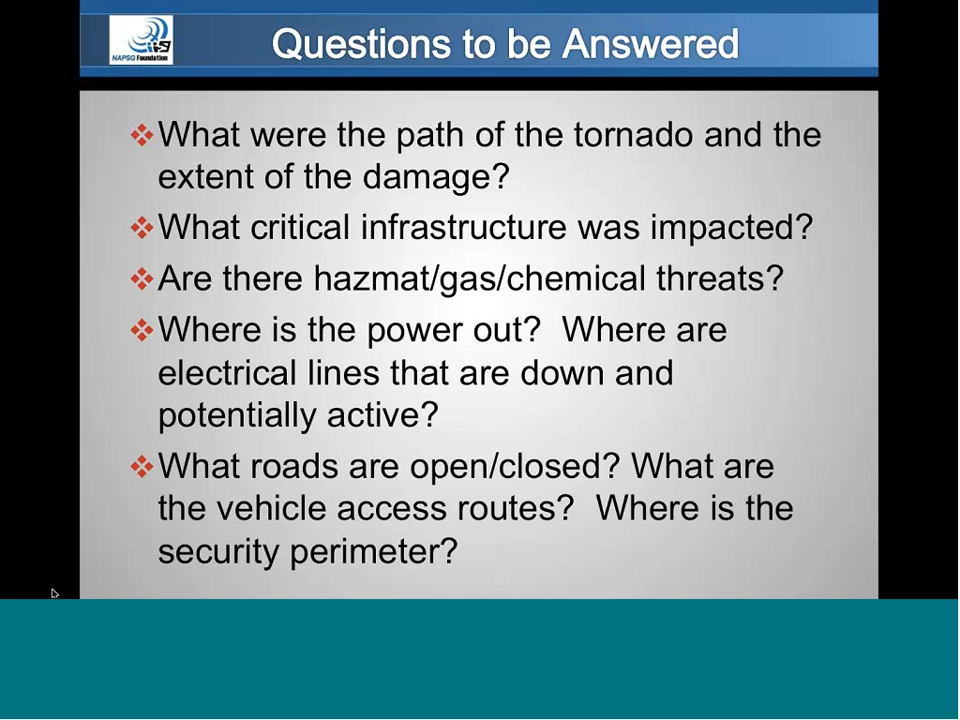 NAPSG Foundation
Questions to be Answered
What were the path of the tornado and the
extent of the damage?
What critical infrastructure was impacted?
Are there hazmat/gas/chemical threats?
Where is the power out?  Where are
electrical lines that are down and
potentially active?
What roads are open/closed? What are
the vehicle access routes?  Where is the
security perimeter?